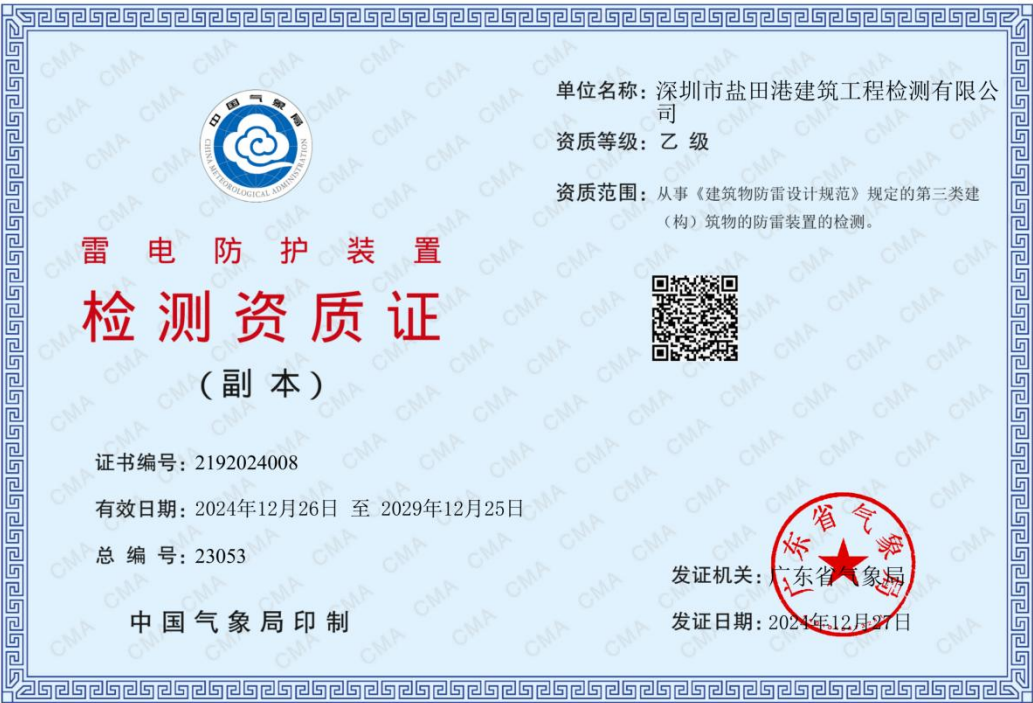 中国气象局
CHINA METEOROLOGICAL ADMINISTRATION
雷电防护装置
检测资质证
(副本)
证书编号: 2192024008
有效日期: 2024年12月26日 至 2029年12月25日
总 编 号: 23053
中国气象局印制
单位名称: 深圳市盐田港建筑工程检测有限公
司
资质等级: 乙 级
资质范围: 从事《建筑物防雷设计规范》规定的第三类建
（构）筑物的防雷装置的检测。
广东省气象局
发证机关: 广东省气象局
发证日期: 2024年12月27日
CMA